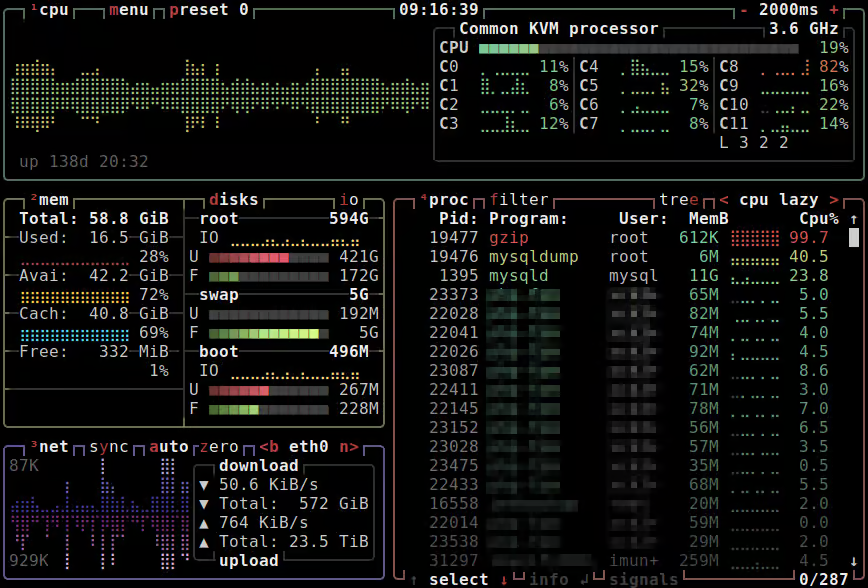 ¹cpu menu preset 0 09:16:39 - 2000ms +
Common KVM processor 3.6 GHz
CPU 19%
C0 11% C4 15% C8 82%
C1 8% C5 32% C9 16%
C2 6% C6 7% C10 22%
C3 12% C7 8% C11 14%
L 3 2 2
up 138d 20:32
²mem
Total: 58.8 GiB
Used: 16.5 GiB
28%
Avai: 42.2 GiB
72%
Cach: 40.8 GiB
69%
Free: 332 MiB
1%
disks io
root 594G
IO
U 421G
F 172G
swap 5G
U 192M
F 5G
boot 496M
IO
U 267M
F 228M
³net sync auto zero <b eth0 n>
87K
929K
download
▼ 50.6 KiB/s
▼ Total: 572 GiB
▲ 764 KiB/s
▲ Total: 23.5 TiB
upload
⁴proc filter tree < cpu lazy >
Pid: Program: User: MemB Cpu% ↑
19477 gzip root 612K 99.7
19476 mysqldump root 6M 40.5
1395 mysqld mysql 11G 23.8
23373 65M 5.0
22028 82M 5.5
22041 74M 4.0
22026 92M 4.5
23087 62M 8.6
22411 71M 3.0
22145 78M 7.0
23152 56M 6.5
23028 57M 3.5
23475 35M 0.5
22433 68M 5.5
16558 20M 2.0
22014 59M 0.0
23538 29M 2.0
31297 imun+ 259M 4.5 ↓
↑ select ↓ info ↲ signals 0/287